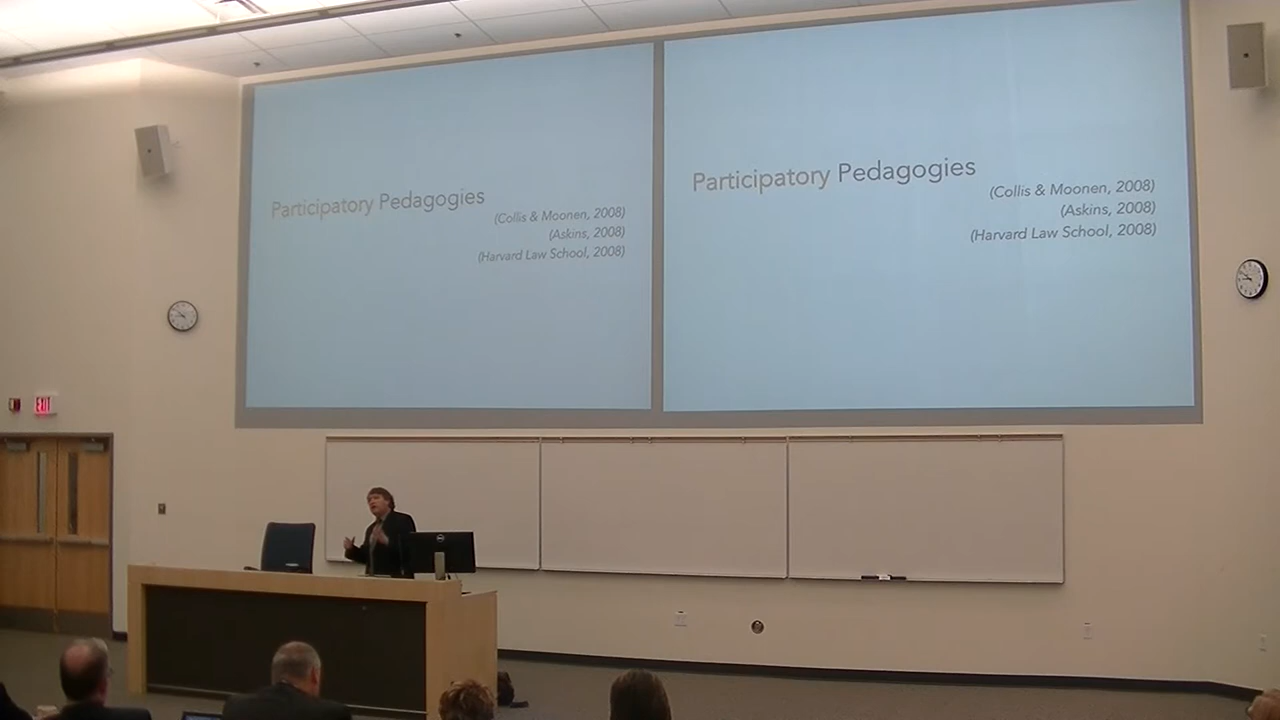 Participatory Pedagogies
(Collis & Moonen, 2008)
(Askins, 2008)
(Harvard Law School, 2008)
Participatory Pedagogies
(Collis & Moonen, 2008)
(Askins, 2008)
(Harvard Law School, 2008)
EXIT
DELL